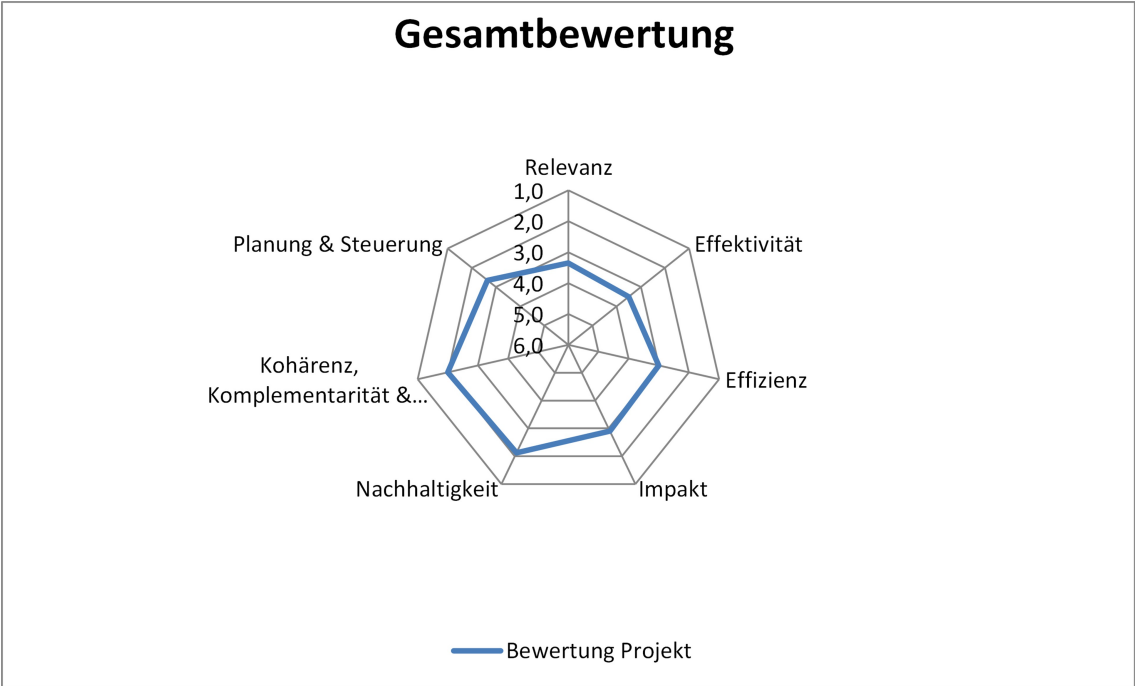 Gesamtbewertung
Relevanz
1,0
2,0
3,0
4,0
5,0
6,0
Planung & Steuerung
Effektivität
Kohärenz,
Komplementarität &...
Effizienz
Nachhaltigkeit
Impakt
Bewertung Projekt